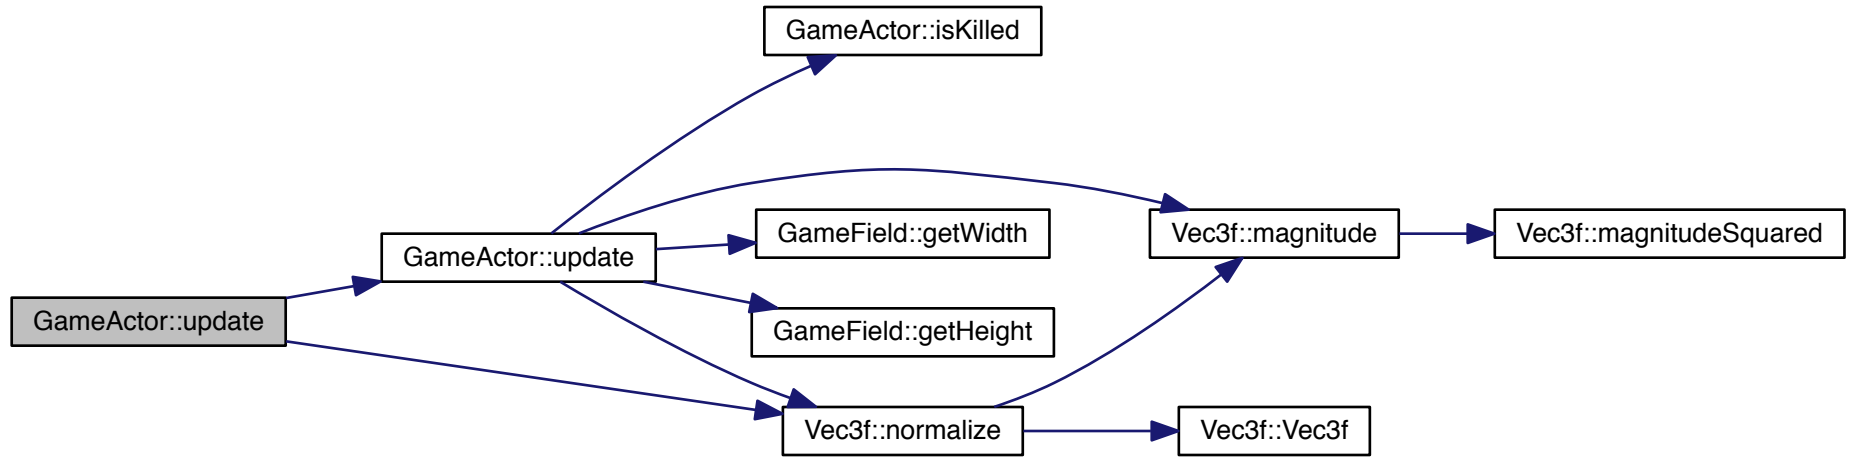 GameActor::isKilled
GameField::getWidth
Vec3f::magnitude
Vec3f::magnitudeSquared
GameActor::update
GameActor::update
GameField::getHeight
Vec3f::normalize
Vec3f::Vec3f